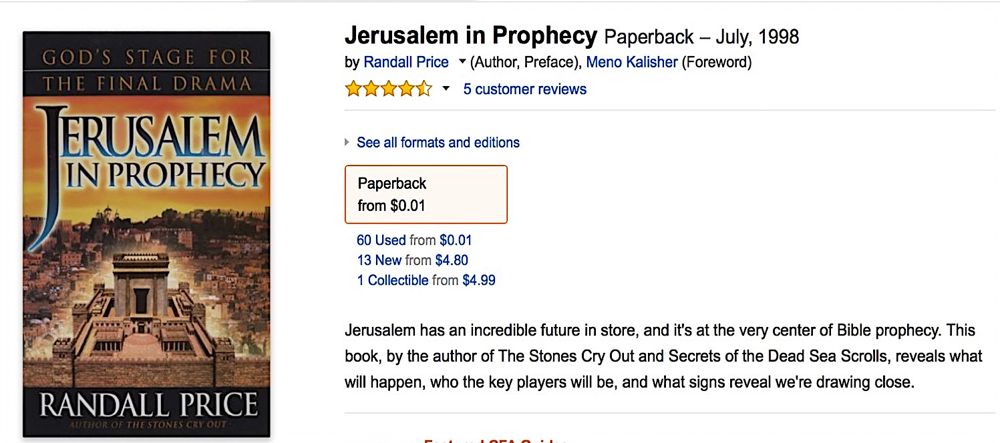 GOD'S STAGE FOR
THE FINAL DRAMA
JERUSALEM
IN PROPHECY
RANDALL PRICE
AUTHOR OF THE STONES CRY OUT
Jerusalem in Prophecy Paperback – July, 1998
by Randall Price (Author, Preface), Meno Kalisher (Foreword)
5 customer reviews
See all formats and editions
Paperback
from $0.01
60 Used from $0.01
13 New from $4.80
1 Collectible from $4.99
Jerusalem has an incredible future in store, and it's at the very center of Bible prophecy. This
book, by the author of The Stones Cry Out and Secrets of the Dead Sea Scrolls, reveals what
will happen, who the key players will be, and what signs reveal we're drawing close.